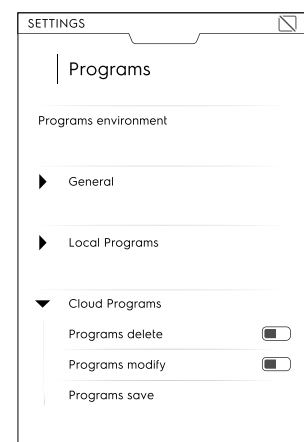 SETTINGS
Programs
Programs environment
General
Local Programs
Cloud Programs
Programs delete
Programs modify
Programs save